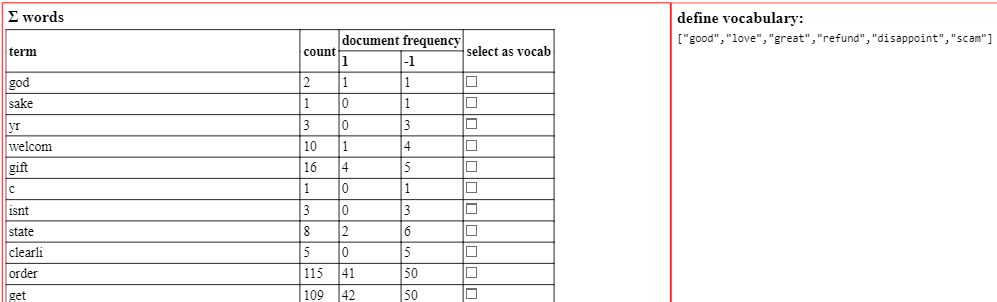 Σ words
term count document frequency select as vocab
1 -1
god 2 1 1
sake 1 0 1
yr 3 0 3
welcom 10 1 4
gift 16 4 5
c 1 0 1
isnt 3 0 3
state 8 2 6
clearli 5 0 5
order 115 41 50
get 109 42 50
define vocabulary:
["good","love","great","refund","disappoint","scam"]